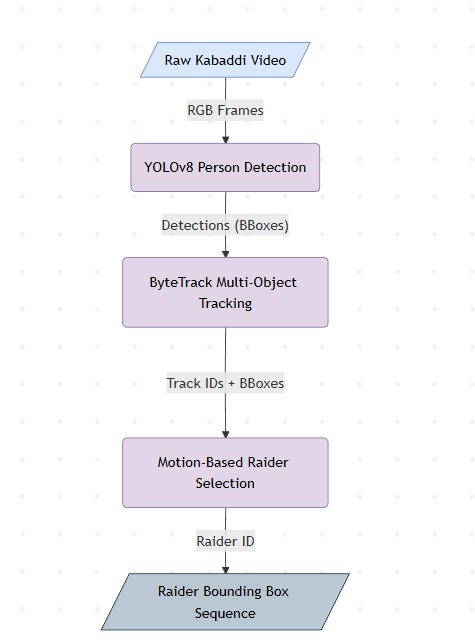 Raw Kabaddi Video
RGB Frames
YOLOv8 Person Detection
Detections (BBoxes)
ByteTrack Multi-Object
Tracking
Track IDs + BBoxes
Motion-Based Raider
Selection
Raider ID
Raider Bounding Box
Sequence